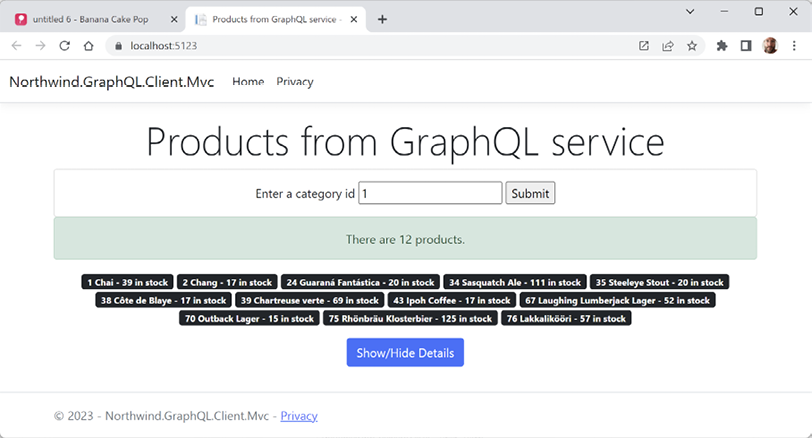 untitled 6 - Banana Cake Pop
Products from GraphQL service -
localhost:5123
Northwind.GraphQL.Client.Mvc Home Privacy
Products from GraphQL service
Enter a category id 1 Submit
There are 12 products.
1 Chai - 39 in stock 2 Chang - 17 in stock 24 Guaraná Fantástica - 20 in stock 34 Sasquatch Ale - 111 in stock 35 Steeleye Stout - 20 in stock
38 Côte de Blaye - 17 in stock 39 Chartreuse verte - 69 in stock 43 Ipoh Coffee - 17 in stock 67 Laughing Lumberjack Lager - 52 in stock
70 Outback Lager - 15 in stock 75 Rhönbräu Klosterbier - 125 in stock 76 Lakkalikööri - 57 in stock
Show/Hide Details
© 2023 - Northwind.GraphQL.Client.Mvc - Privacy